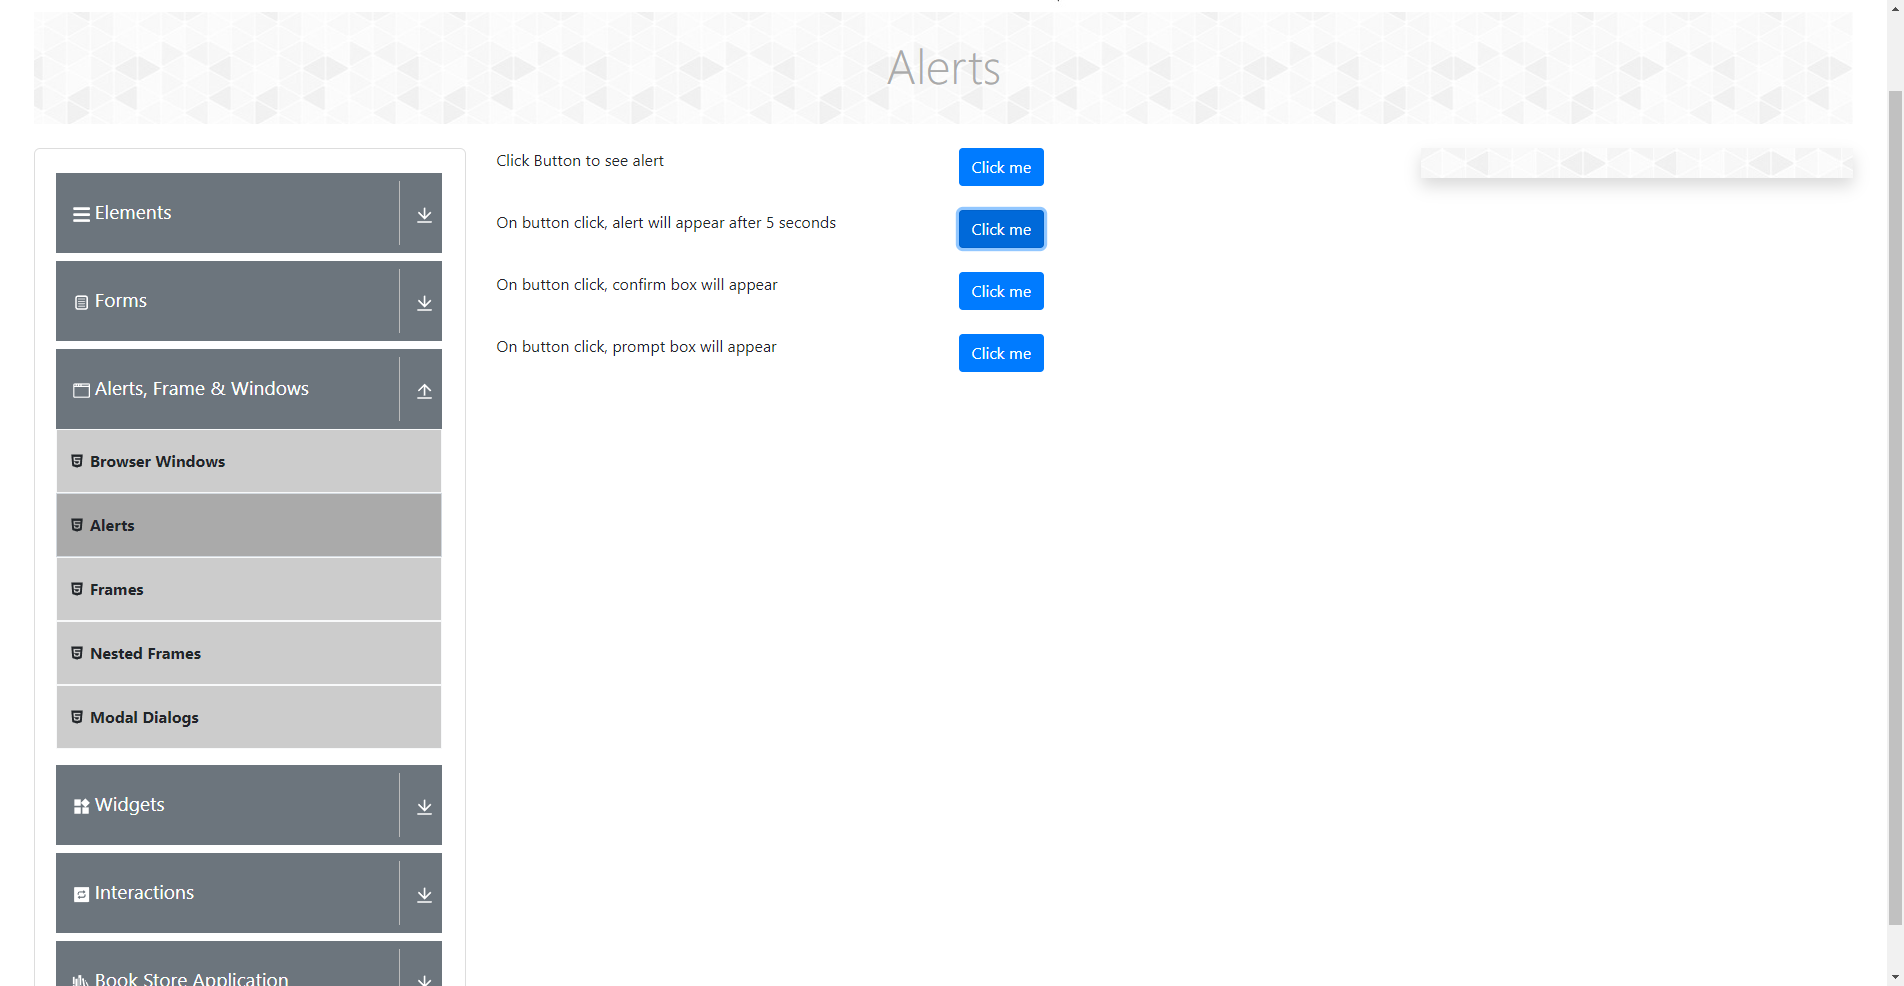 Alerts
Elements
Forms
Alerts, Frame & Windows
Browser Windows
Alerts
Frames
Nested Frames
Modal Dialogs
Widgets
Interactions
Book Store Application
Click Button to see alert
Click me
On button click, alert will appear after 5 seconds
Click me
On button click, confirm box will appear
Click me
On button click, prompt box will appear
Click me